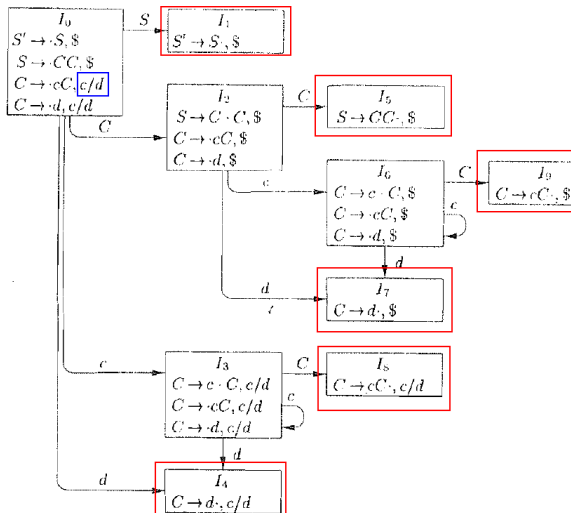 I₀
S' → ·S, $
S → ·CC, $
C → ·cC, c/d
C → ·d, c/d
S
I₁
S' → S·, $
C
I₂
S → C · C, $
C → ·cC, $
C → ·d, $
C
I₅
S → CC·, $
c
I₆
C → c · C, $
C → ·cC, $
C → ·d, $
C
I₉
C → cC·, $
c
d
d
I₇
C → d·, $
c
I₃
C → c · C, c/d
C → ·cC, c/d
C → ·d, c/d
C
I₈
C → cC·, c/d
c
d
d
I₄
C → d·, c/d